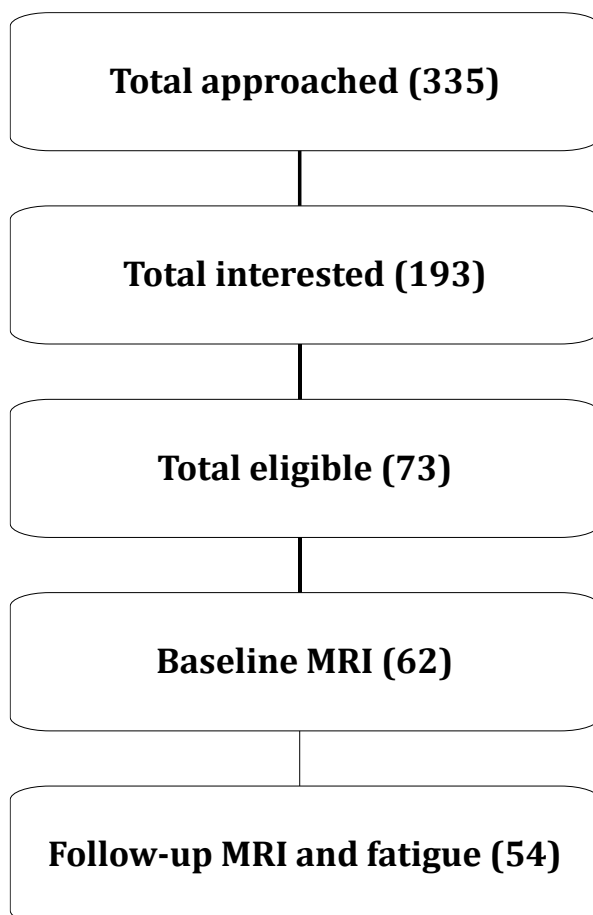 Total approached (335)
Total interested (193)
Total eligible (73)
Baseline MRI (62)
Follow-up MRI and fatigue (54)